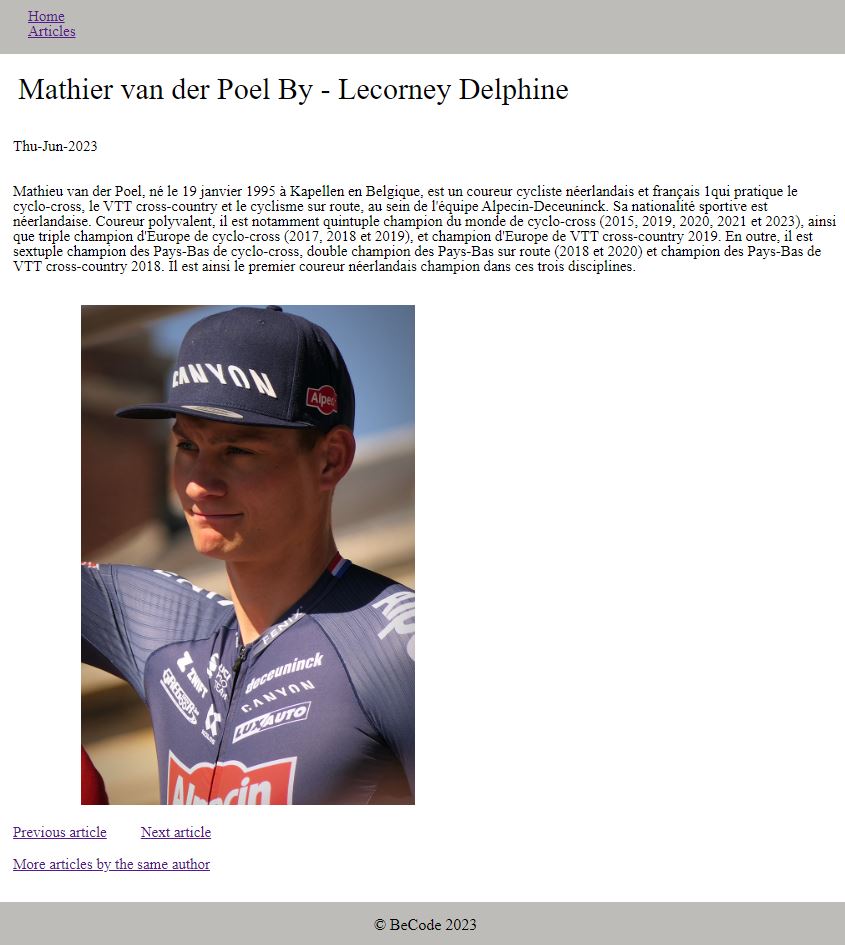 Home
Articles
Mathier van der Poel By - Lecorney Delphine
Thu-Jun-2023
Mathieu van der Poel, né le 19 janvier 1995 à Kapellen en Belgique, est un coureur cycliste néerlandais et français 1qui pratique le
cyclo-cross, le VTT cross-country et le cyclisme sur route, au sein de l'équipe Alpecin-Deceuninck. Sa nationalité sportive est
néerlandaise. Coureur polyvalent, il est notamment quintuple champion du monde de cyclo-cross (2015, 2019, 2020, 2021 et 2023), ainsi
que triple champion d'Europe de cyclo-cross (2017, 2018 et 2019), et champion d'Europe de VTT cross-country 2019. En outre, il est
sextuple champion des Pays-Bas de cyclo-cross, double champion des Pays-Bas sur route (2018 et 2020) et champion des Pays-Bas de
VTT cross-country 2018. Il est ainsi le premier coureur néerlandais champion dans ces trois disciplines.
CANYON
Alpec
FENIX
deceuninck
ZWIFT
CANYON
LUXAUTO
Alpecin
Previous article Next article
More articles by the same author
© BeCode 2023